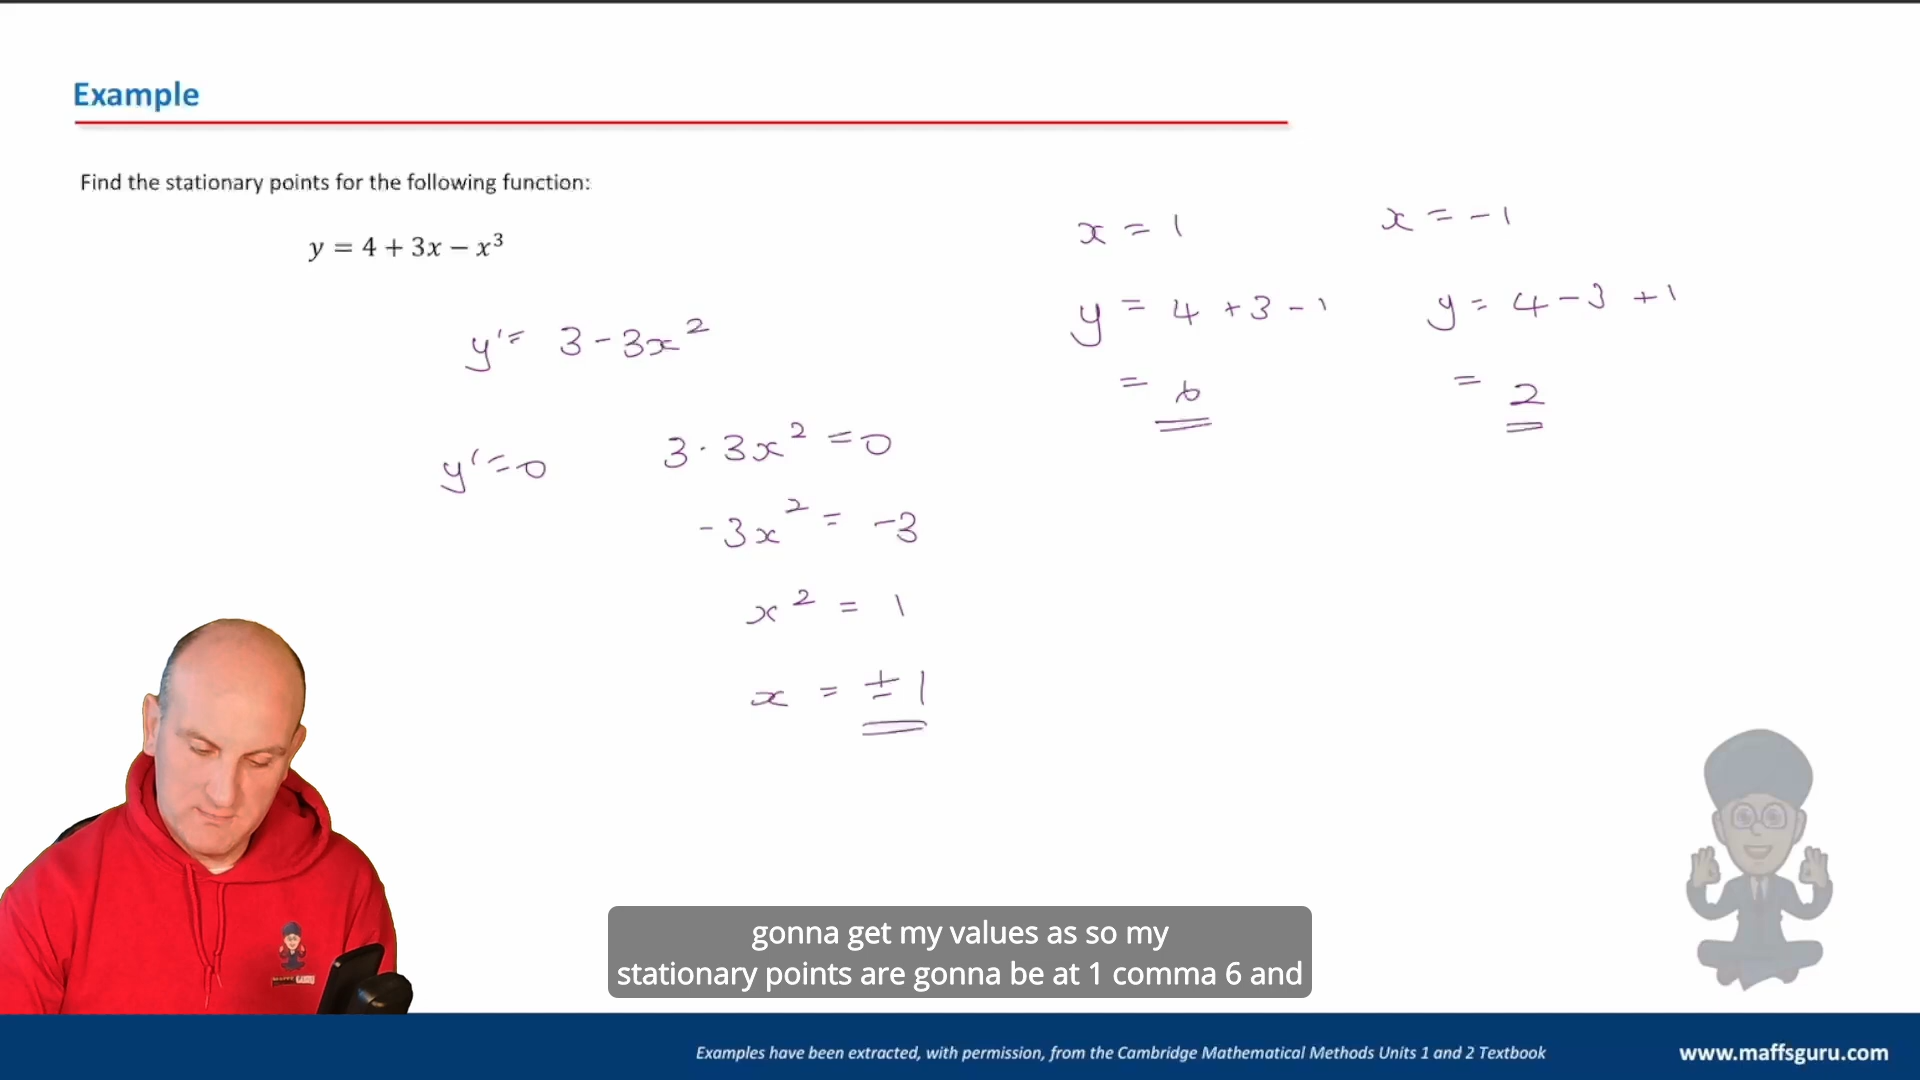 Example
Find the stationary points for the following function:
y = 4 + 3x − x³
y' = 3 - 3x²
y' = 0
3 - 3x² = 0
-3x² = -3
x² = 1
x = ±1
x = 1
y = 4 + 3 - 1
= 6
x = -1
y = 4 - 3 + 1
= 2
gonna get my values as so my
stationary points are gonna be at 1 comma 6 and
Examples have been extracted, with permission, from the Cambridge Mathematical Methods Units 1 and 2 Textbook
www.maffsguru.com